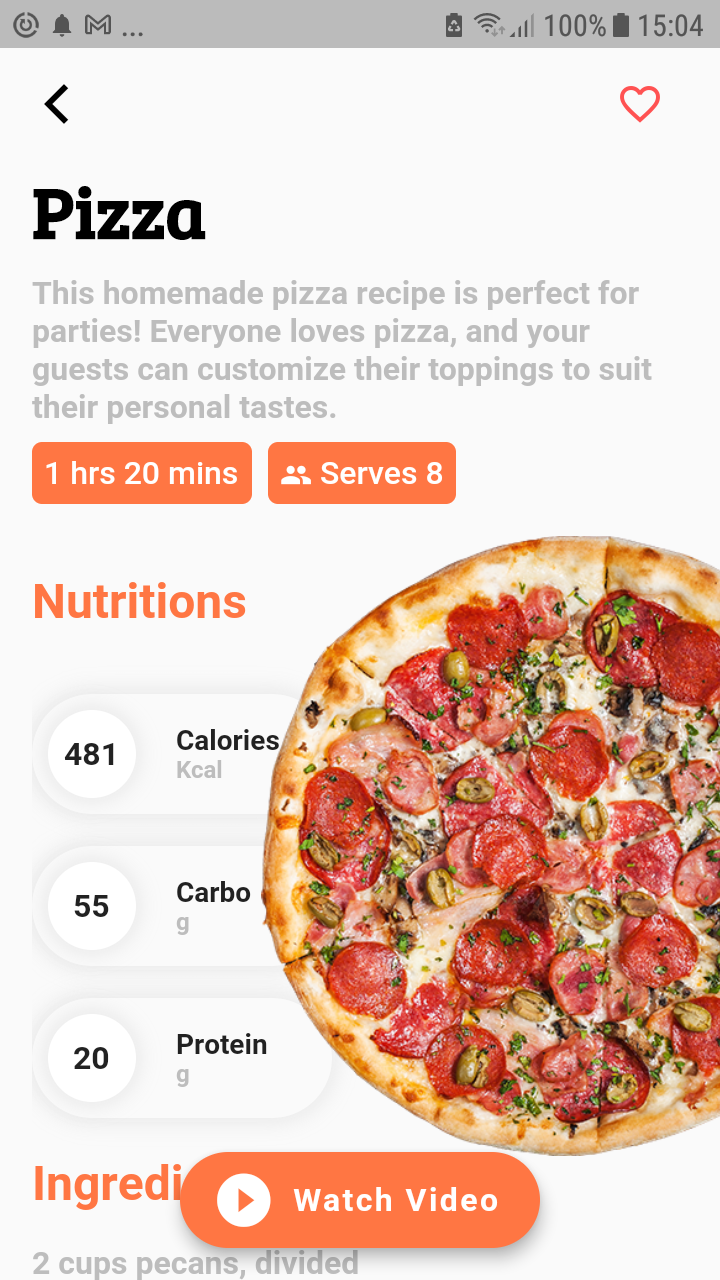 ... 100% 15:04
Pizza
This homemade pizza recipe is perfect for
parties! Everyone loves pizza, and your
guests can customize their toppings to suit
their personal tastes.
1 hrs 20 mins Serves 8
Nutritions
481 Calories
Kcal
55 Carbo
g
20 Protein
g
Ingredi
Watch Video
2 cups pecans, divided